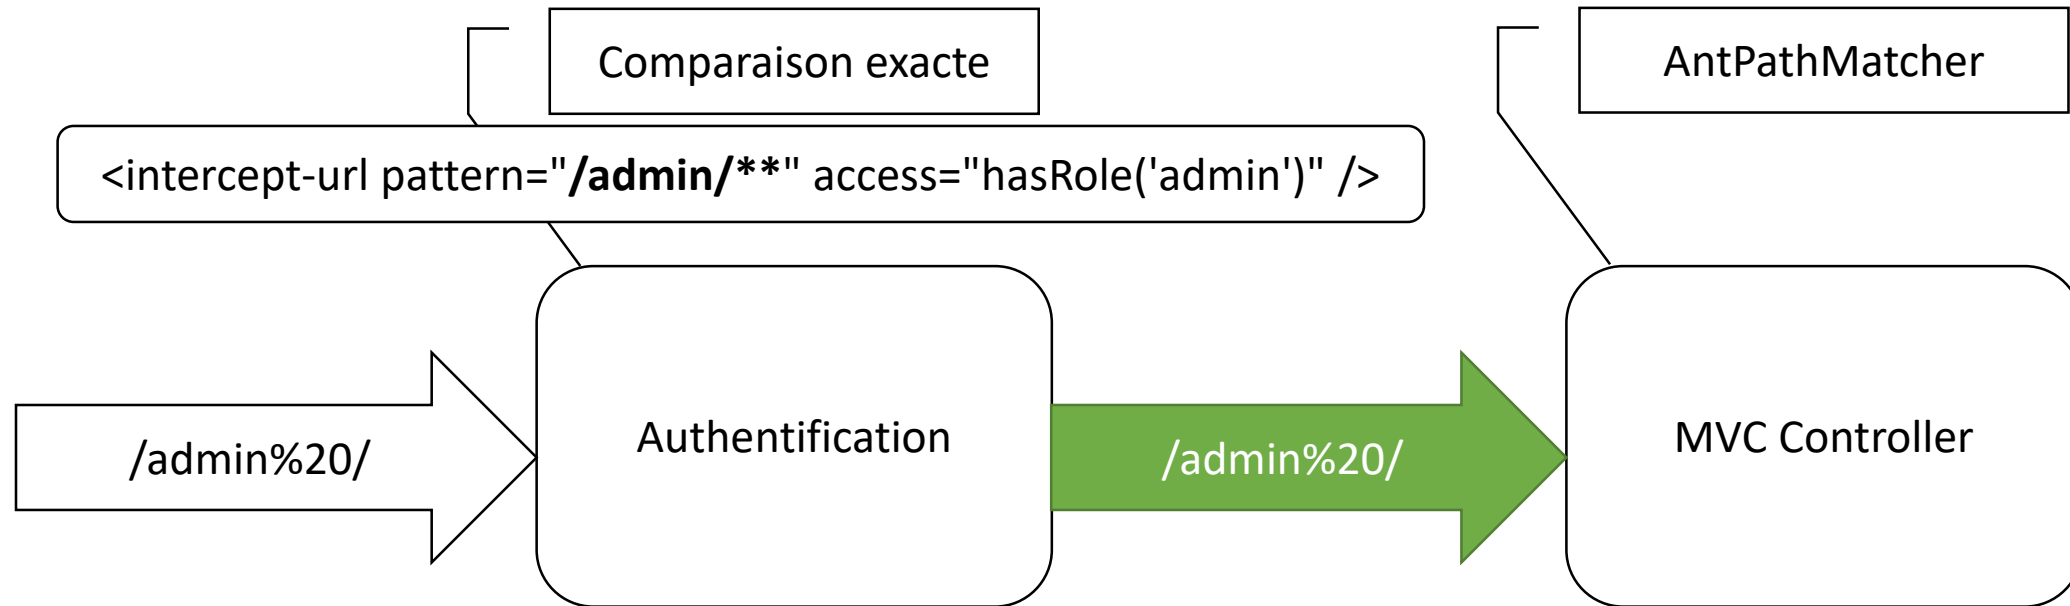 Comparaison exacte
AntPathMatcher
<intercept-url pattern="/admin/**" access="hasRole('admin')" />
/admin%20/
Authentification
/admin%20/
MVC Controller